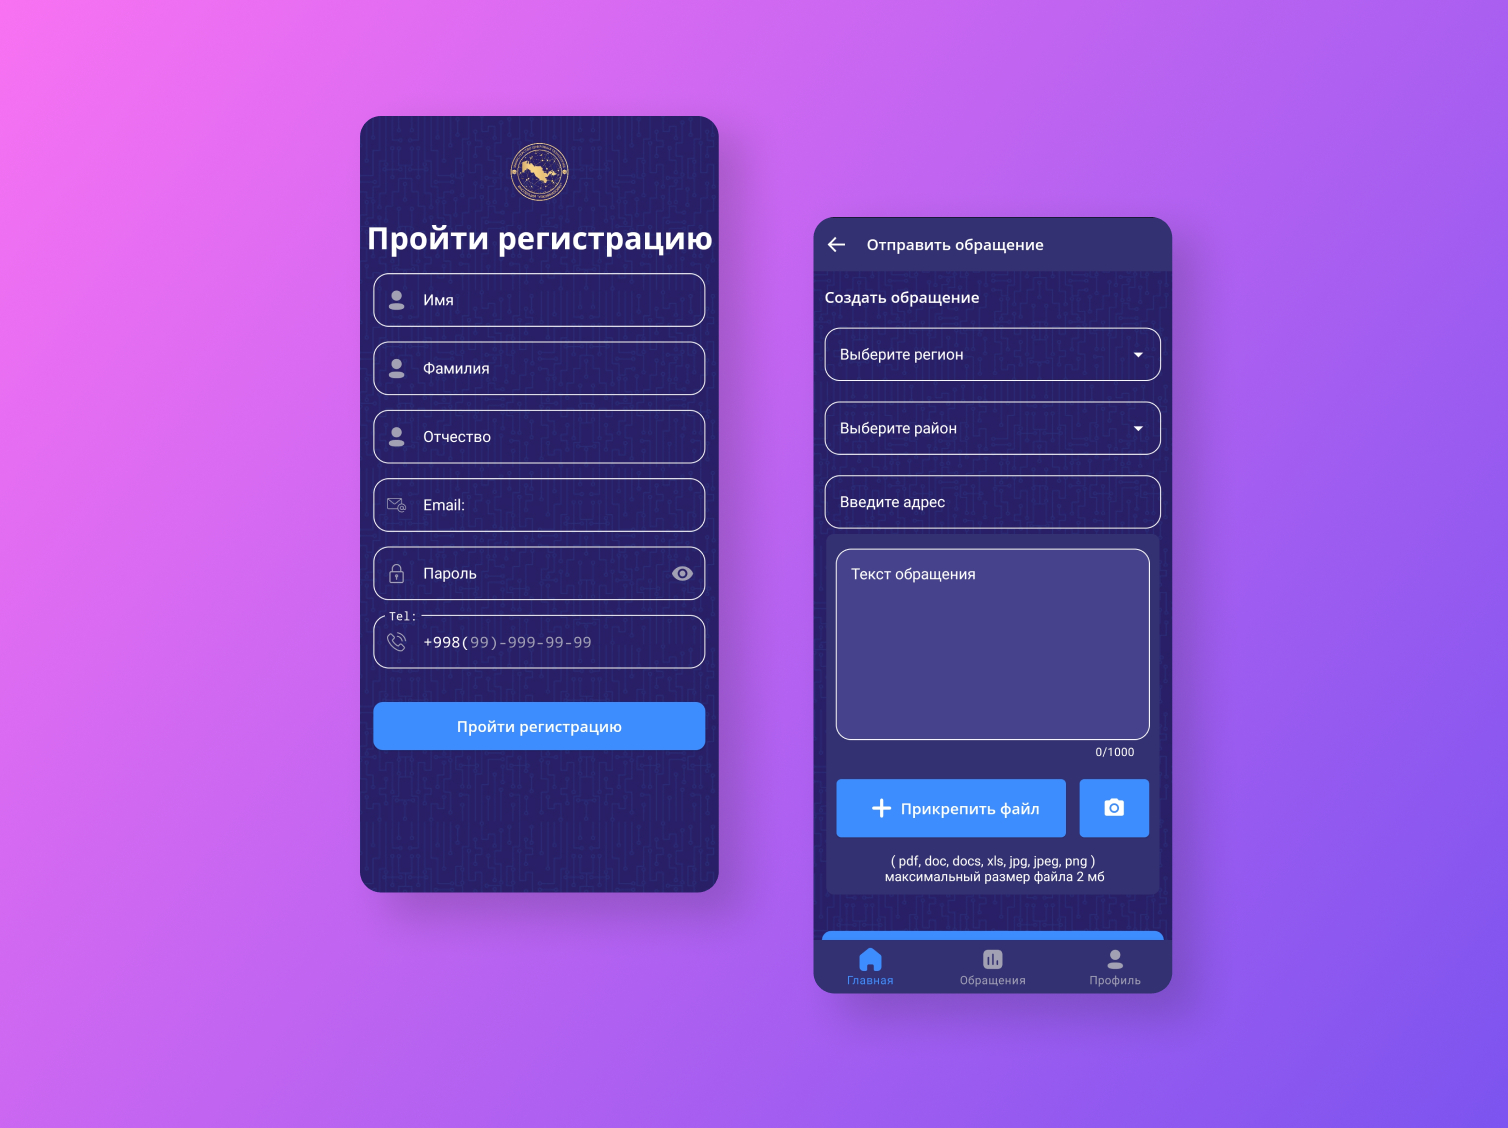 Пройти регистрацию
Имя
Фамилия
Отчество
Email:
Пароль
Tel:
+998(99)-999-99-99
Пройти регистрацию
Отправить обращение
Создать обращение
Выберите регион
Выберите район
Введите адрес
Текст обращения
0/1000
Прикрепить файл
( pdf, doc, docs, xls, jpg, jpeg, png )
максимальный размер файла 2 мб
Главная
Обращения
Профиль